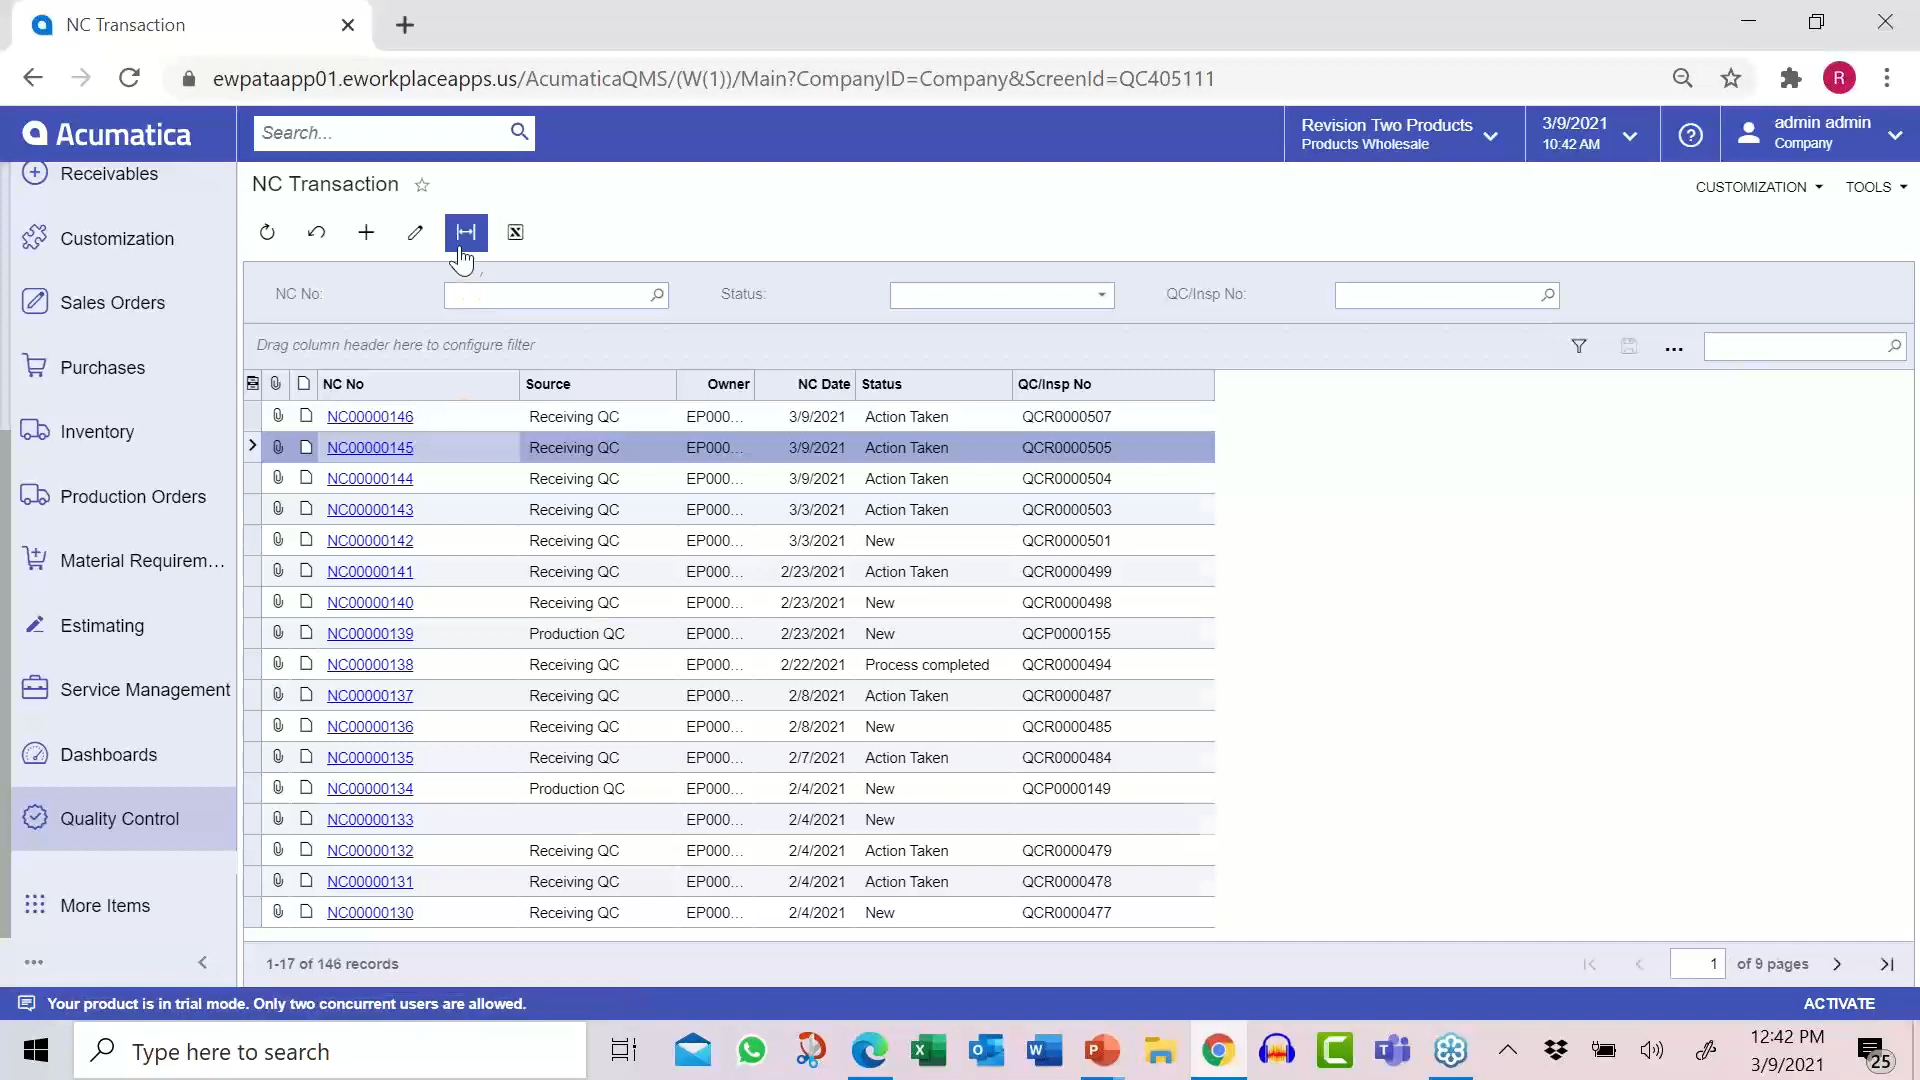 NC Transaction
ewpataapp01.eworkplaceapps.us/AcumaticaQMS/(W(1))/Main?CompanyID=Company&ScreenId=QC405111
R
Acumatica
Search...
Revision Two Products
Products Wholesale
3/9/2021
10:42 AM
admin admin
Company
Receivables
Customization
Sales Orders
Purchases
Inventory
Production Orders
Material Requirem...
Estimating
Service Management
Dashboards
Quality Control
More Items
NC Transaction
CUSTOMIZATION TOOLS
NC No: Status: QC/Insp No:
Drag column header here to configure filter
NC No Source Owner NC Date Status QC/Insp No
NC00000146 Receiving QC EP000... 3/9/2021 Action Taken QCR0000507
NC00000145 Receiving QC EP000... 3/9/2021 Action Taken QCR0000505
NC00000144 Receiving QC EP000... 3/9/2021 Action Taken QCR0000504
NC00000143 Receiving QC EP000... 3/3/2021 Action Taken QCR0000503
NC00000142 Receiving QC EP000... 3/3/2021 New QCR0000501
NC00000141 Receiving QC EP000... 2/23/2021 Action Taken QCR0000499
NC00000140 Receiving QC EP000... 2/23/2021 New QCR0000498
NC00000139 Production QC EP000... 2/23/2021 New QCP0000155
NC00000138 Receiving QC EP000... 2/22/2021 Process completed QCR0000494
NC00000137 Receiving QC EP000... 2/8/2021 Action Taken QCR0000487
NC00000136 Receiving QC EP000... 2/8/2021 New QCR0000485
NC00000135 Receiving QC EP000... 2/7/2021 Action Taken QCR0000484
NC00000134 Production QC EP000... 2/4/2021 New QCP0000149
NC00000133 EP000... 2/4/2021 New
NC00000132 Receiving QC EP000... 2/4/2021 Action Taken QCR0000479
NC00000131 Receiving QC EP000... 2/4/2021 Action Taken QCR0000478
NC00000130 Receiving QC EP000... 2/4/2021 New QCR0000477
1-17 of 146 records
1 of 9 pages
Your product is in trial mode. Only two concurrent users are allowed.
ACTIVATE
Type here to search
12:42 PM
3/9/2021
25